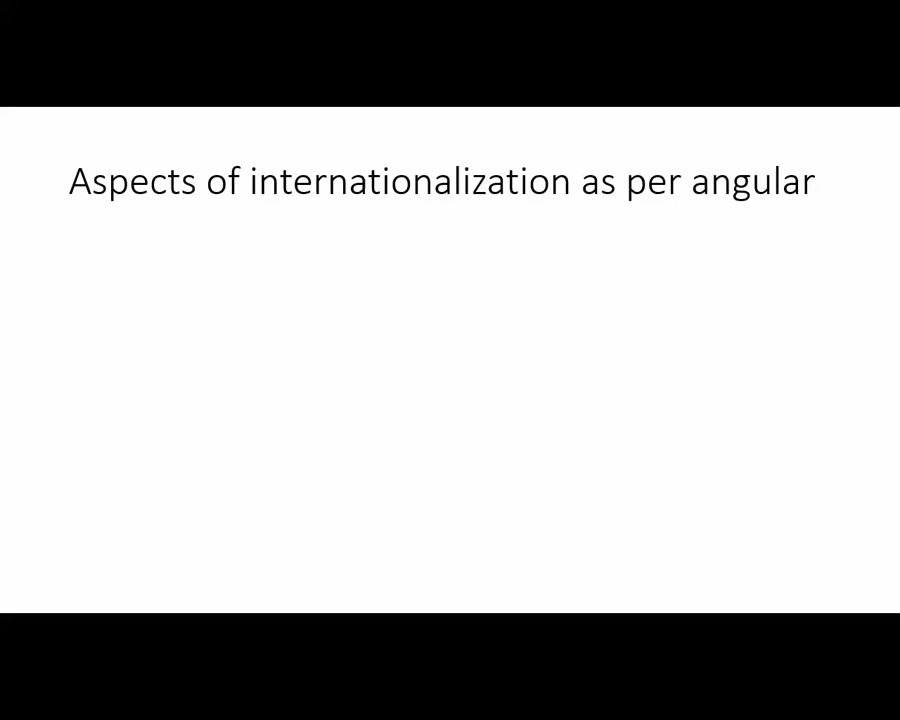 Aspects of internationalization as per angular